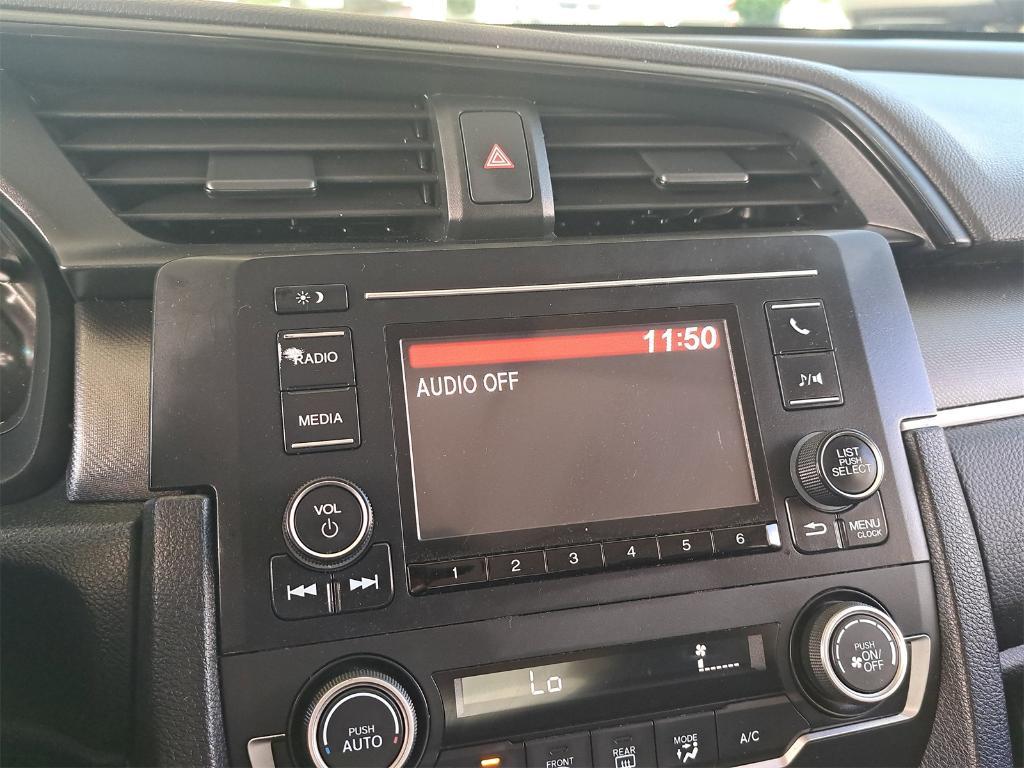 11:50
AUDIO OFF
RADIO
MEDIA
VOL
LIST
PUSH
SELECT
MENU
CLOCK
1 2 3 4 5 6
Lo
PUSH
AUTO
PUSH
ON/
OFF
FRONT
REAR
MODE
A/C